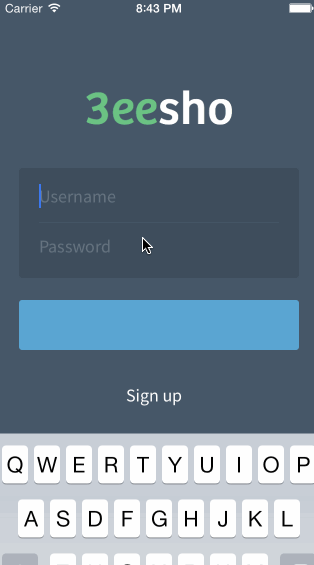 Carrier 8:43 PM
3eesho
Username
Password
Sign up
Q W E R T Y U I O P
A S D F G H J K L